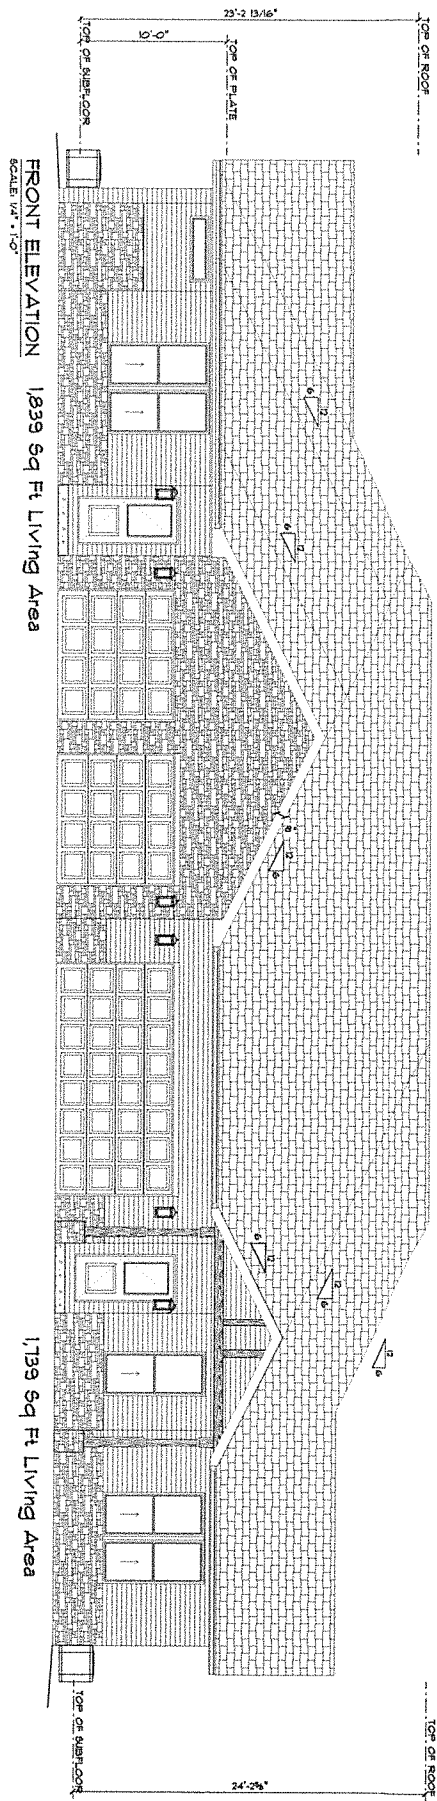 TOP OF ROOF
TOP OF PLATE
TOP OF SUBFLOOR
23'-2 13/16"
10'-0"
6
12
6
12
8"
12
6
6
12
12
6
12
6
TOP OF ROOF
TOP OF SUBFLOOR
24'-2⅝"
FRONT ELEVATION 1,839 Sq Ft Living Area
1,739 Sq Ft Living Area
SCALE: 1/4" = 1'-0"